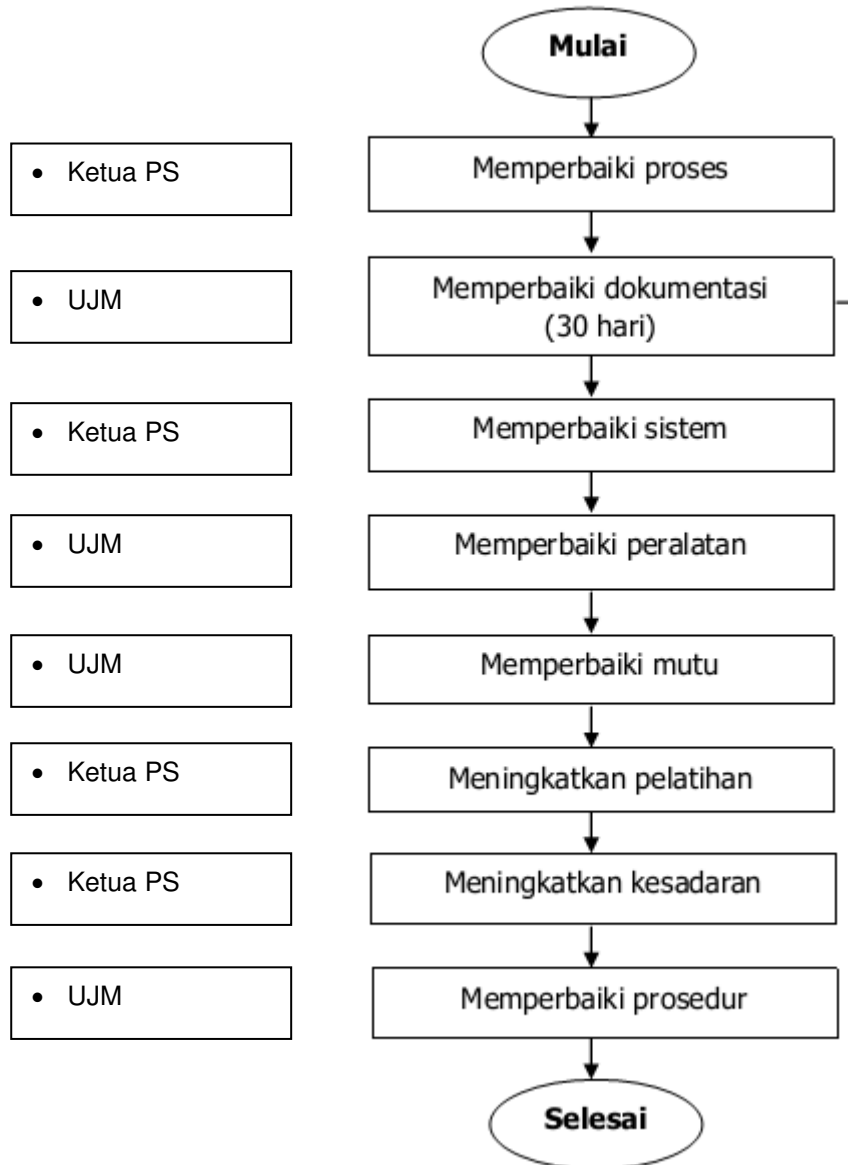 Mulai
• Ketua PS
Memperbaiki proses
• UJM
Memperbaiki dokumentasi
(30 hari)
• Ketua PS
Memperbaiki sistem
• UJM
Memperbaiki peralatan
• UJM
Memperbaiki mutu
• Ketua PS
Meningkatkan pelatihan
• Ketua PS
Meningkatkan kesadaran
• UJM
Memperbaiki prosedur
Selesai